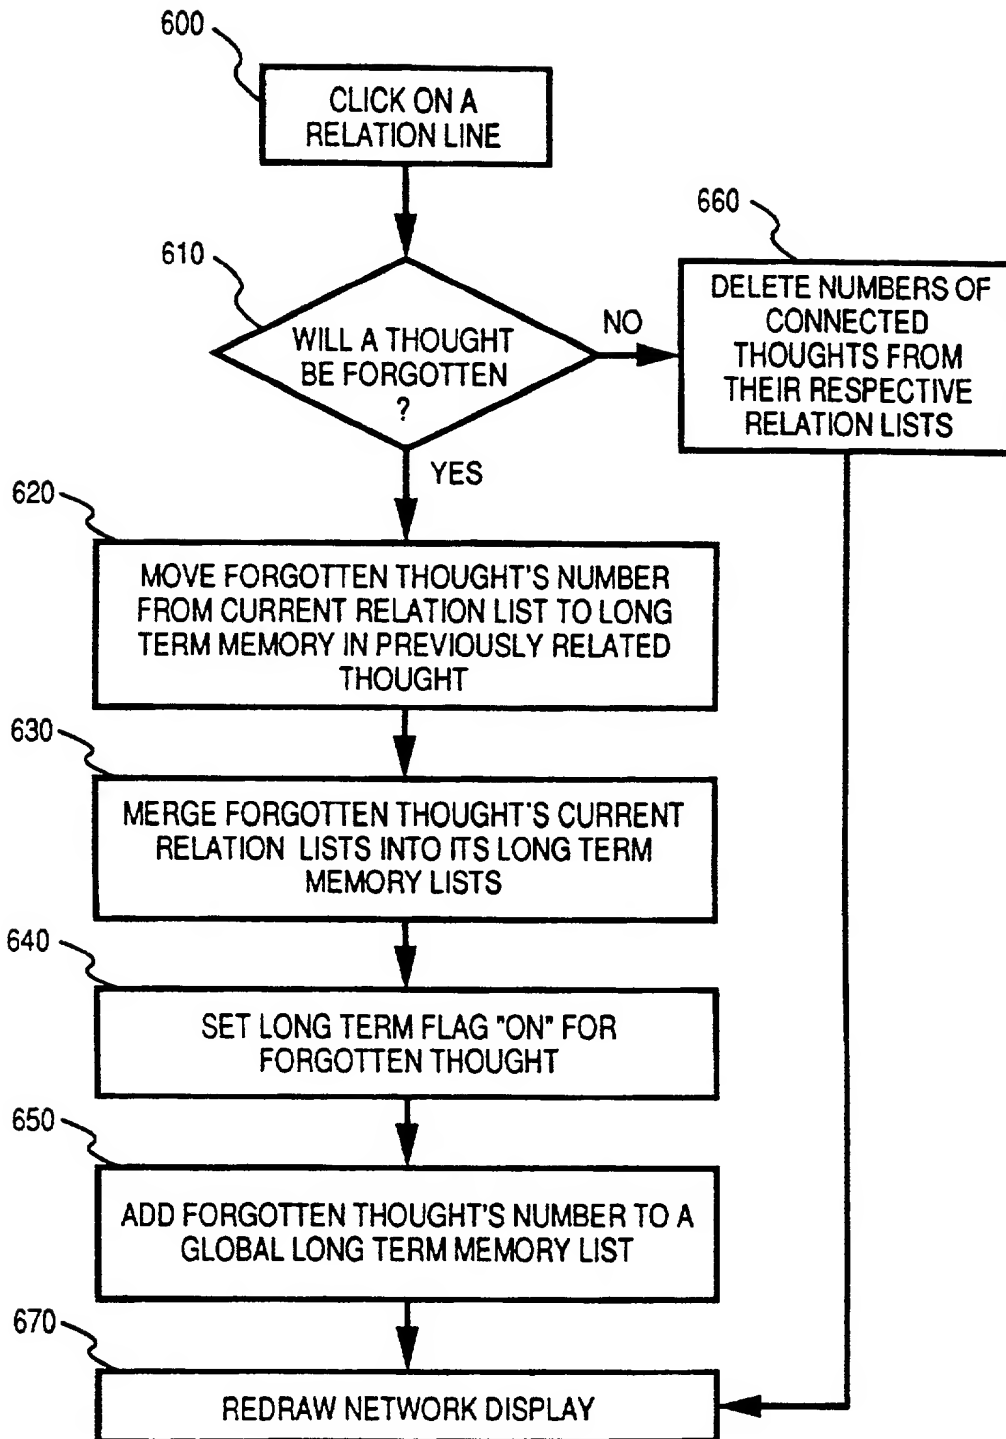 600
CLICK ON A
RELATION LINE
610
WILL A THOUGHT
BE FORGOTTEN
?
NO
YES
660
DELETE NUMBERS OF
CONNECTED
THOUGHTS FROM
THEIR RESPECTIVE
RELATION LISTS
620
MOVE FORGOTTEN THOUGHT'S NUMBER
FROM CURRENT RELATION LIST TO LONG
TERM MEMORY IN PREVIOUSLY RELATED
THOUGHT
630
MERGE FORGOTTEN THOUGHT'S CURRENT
RELATION LISTS INTO ITS LONG TERM
MEMORY LISTS
640
SET LONG TERM FLAG "ON" FOR
FORGOTTEN THOUGHT
650
ADD FORGOTTEN THOUGHT'S NUMBER TO A
GLOBAL LONG TERM MEMORY LIST
670
REDRAW NETWORK DISPLAY